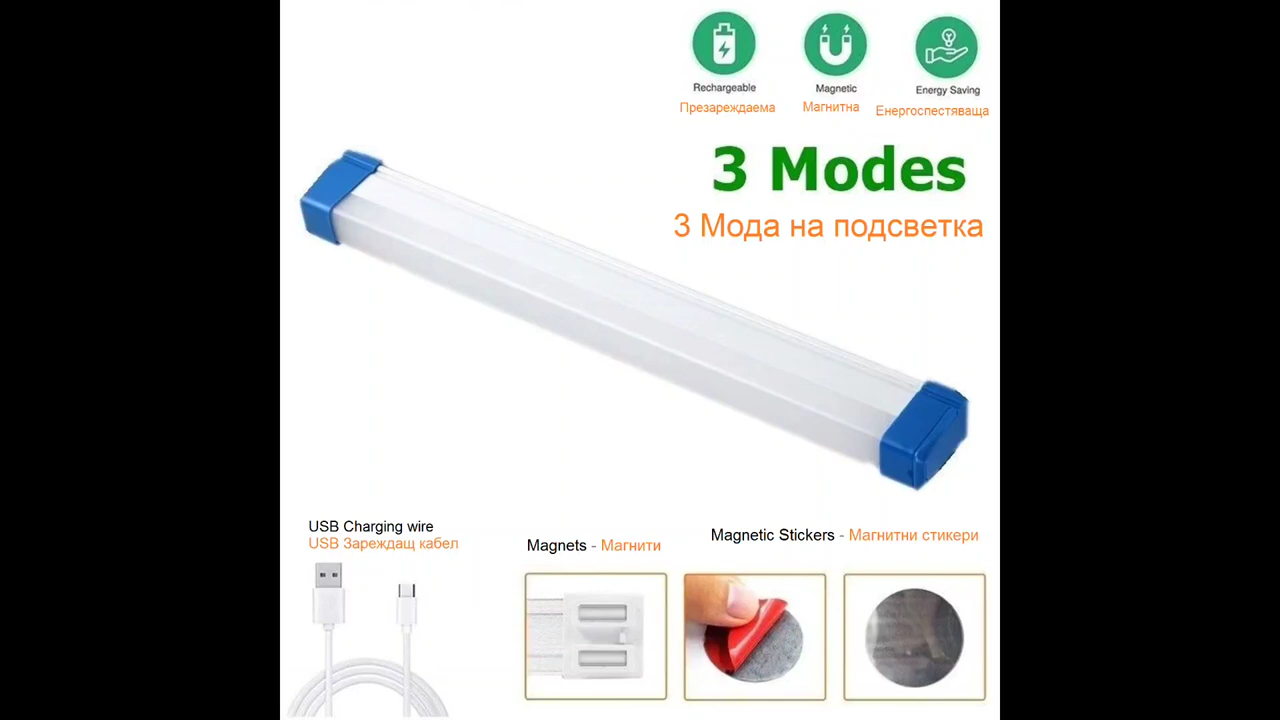 Rechargeable
Презареждаема
Magnetic
Магнитна
Energy Saving
Енергоспестяваща
3 Modes
3 Мода на подсветка
USB Charging wire
USB Зареждащ кабел
Magnets - Магнити
Magnetic Stickers - Магнитни стикери